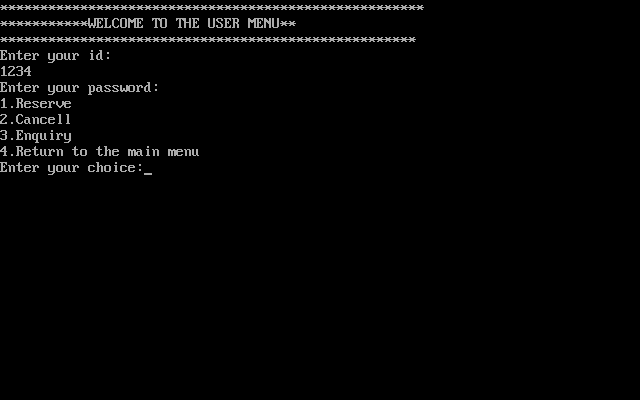 *****************************************************
***********WELCOME TO THE USER MENU**
****************************************************
Enter your id:
1234
Enter your password:
1.Reserve
2.Cancell
3.Enquiry
4.Return to the main menu
Enter your choice:_